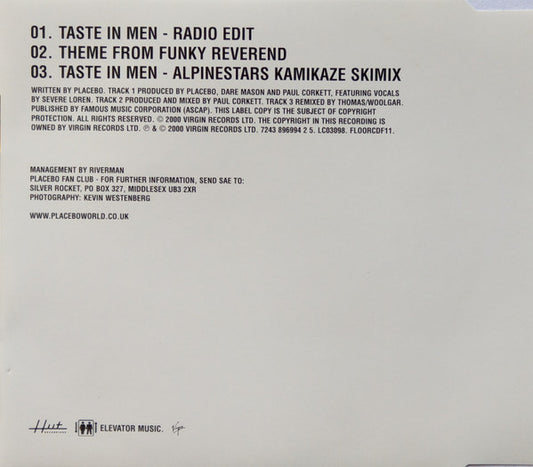 01. TASTE IN MEN - RADIO EDIT
02. THEME FROM FUNKY REVEREND
03. TASTE IN MEN - ALPINESTARS KAMIKAZE SKIMIX
WRITTEN BY PLACEBO. TRACK 1 PRODUCED BY PLACEBO, DARE MASON AND PAUL CORKETT, FEATURING VOCALS
BY SEVERE LOREN. TRACK 2 PRODUCED AND MIXED BY PAUL CORKETT. TRACK 3 REMIXED BY THOMAS/WOOLGAR.
PUBLISHED BY FAMOUS MUSIC CORPORATION (ASCAP). THIS LABEL COPY IS THE SUBJECT OF COPYRIGHT
PROTECTION. ALL RIGHTS RESERVED. © 2000 VIRGIN RECORDS LTD. THE COPYRIGHT IN THIS RECORDING IS
OWNED BY VIRGIN RECORDS LTD. ℗ & © 2000 VIRGIN RECORDS LTD. 7243 896994 2 5. LC03098. FLOORCDF11.
MANAGEMENT BY RIVERMAN
PLACEBO FAN CLUB - FOR FURTHER INFORMATION, SEND SAE TO:
SILVER ROCKET, PO BOX 327, MIDDLESEX UB3 2XR
PHOTOGRAPHY: KEVIN WESTENBERG
WWW.PLACEBOWORLD.CO.UK
Hut RECORDINGS ELEVATOR MUSIC. Virgin